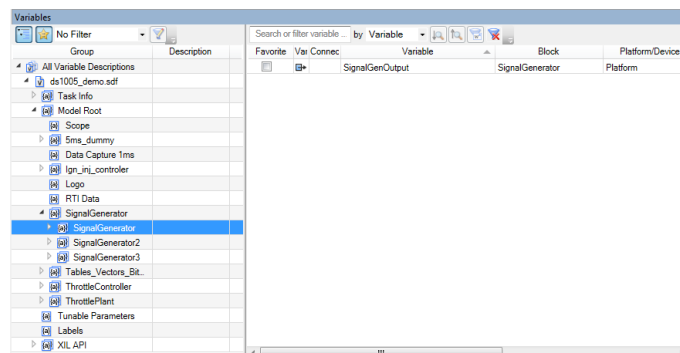 Variables
No Filter
Search or filter variable ... by Variable
Group Description
Favorite Var Connec Variable Block Platform/Device
All Variable Descriptions
SignalGenOutput SignalGenerator Platform
ds1005_demo.sdf
Task Info
Model Root
Scope
5ms_dummy
Data Capture 1ms
Ign_inj_controler
Logo
RTI Data
SignalGenerator
SignalGenerator
SignalGenerator2
SignalGenerator3
Tables_Vectors_Bit...
ThrottleController
ThrottlePlant
Tunable Parameters
Labels
XIL API